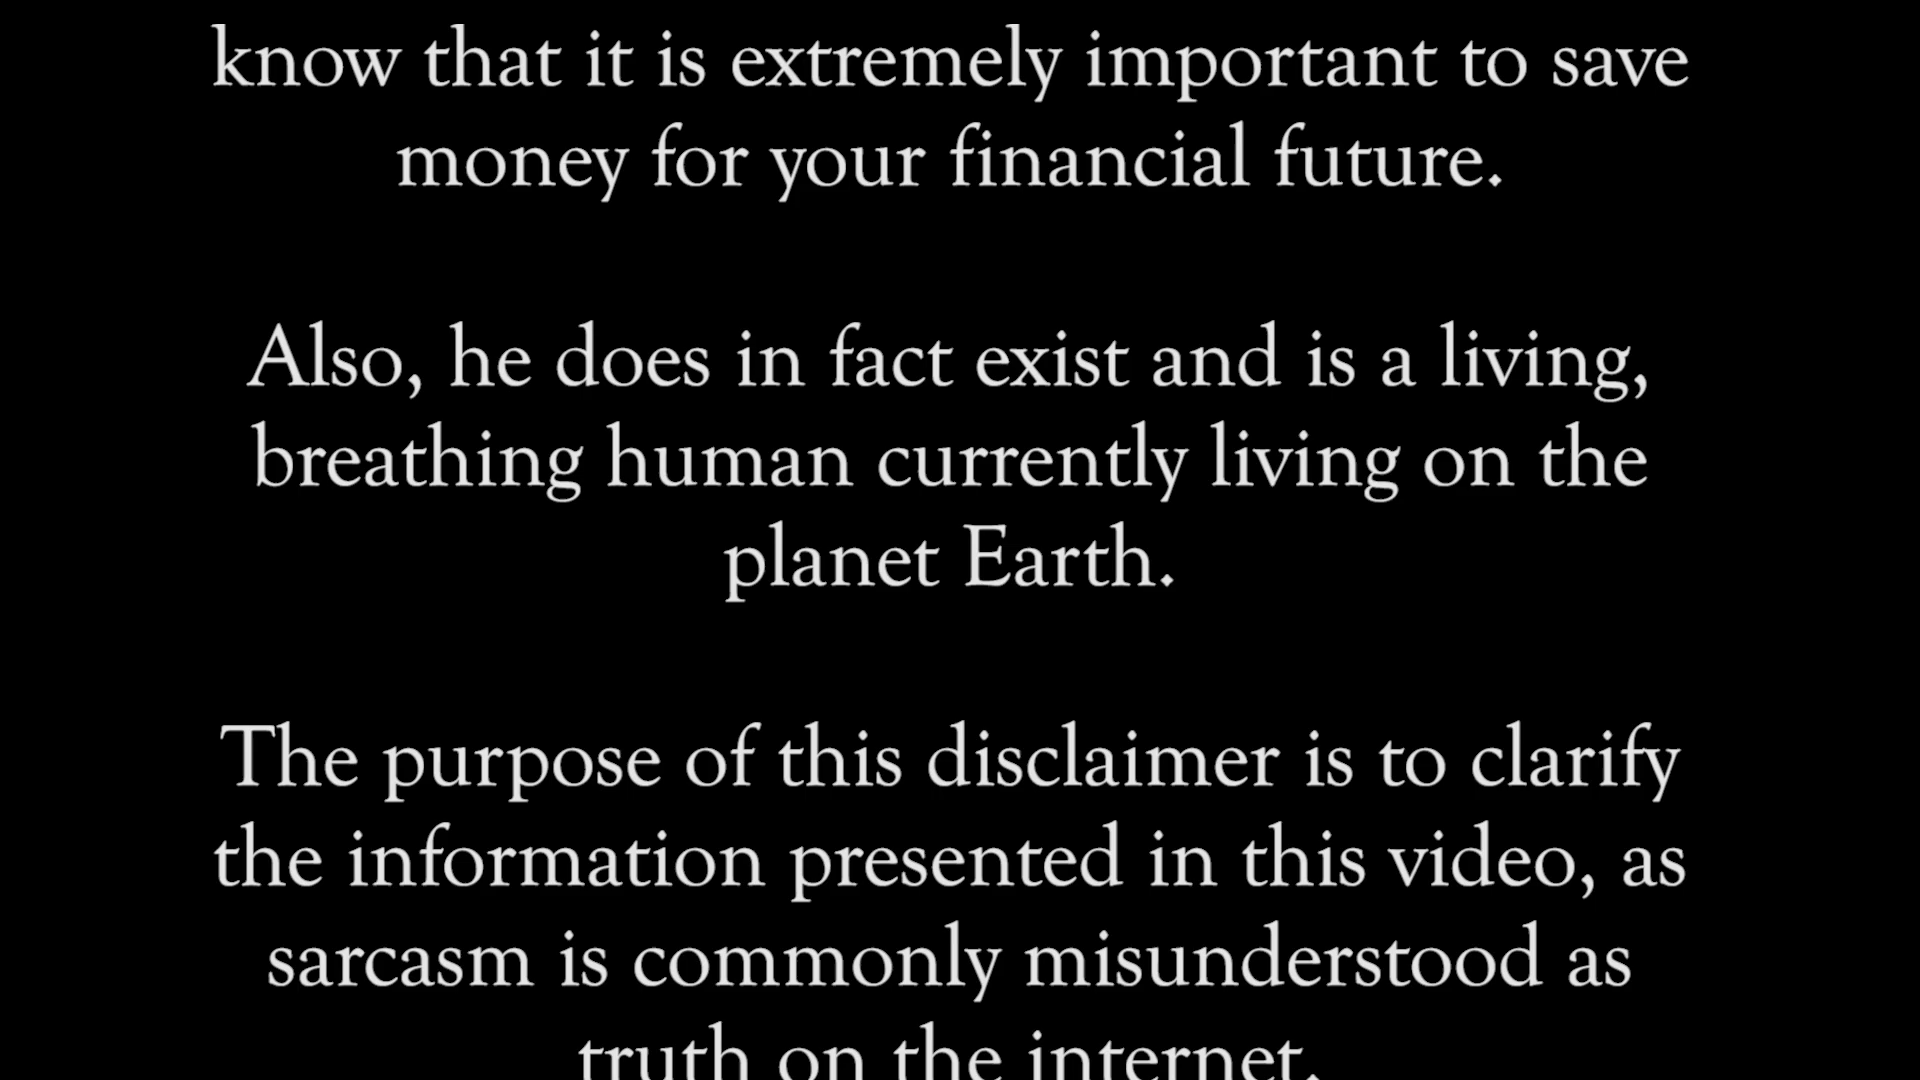 know that it is extremely important to save
money for your financial future.
Also, he does in fact exist and is a living,
breathing human currently living on the
planet Earth.
The purpose of this disclaimer is to clarify
the information presented in this video, as
sarcasm is commonly misunderstood as
truth on the internet.